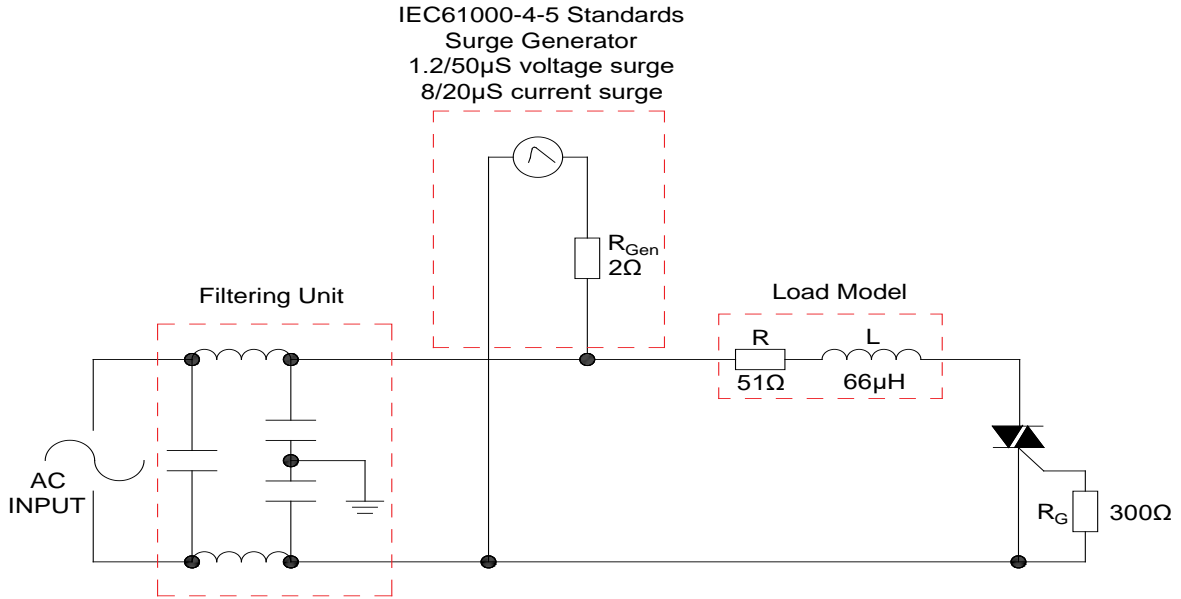 IEC61000-4-5 Standards
Surge Generator
1.2/50µS voltage surge
8/20µS current surge
RGen
2Ω
Filtering Unit
Load Model
R
L
51Ω
66µH
AC
INPUT
RG
300Ω